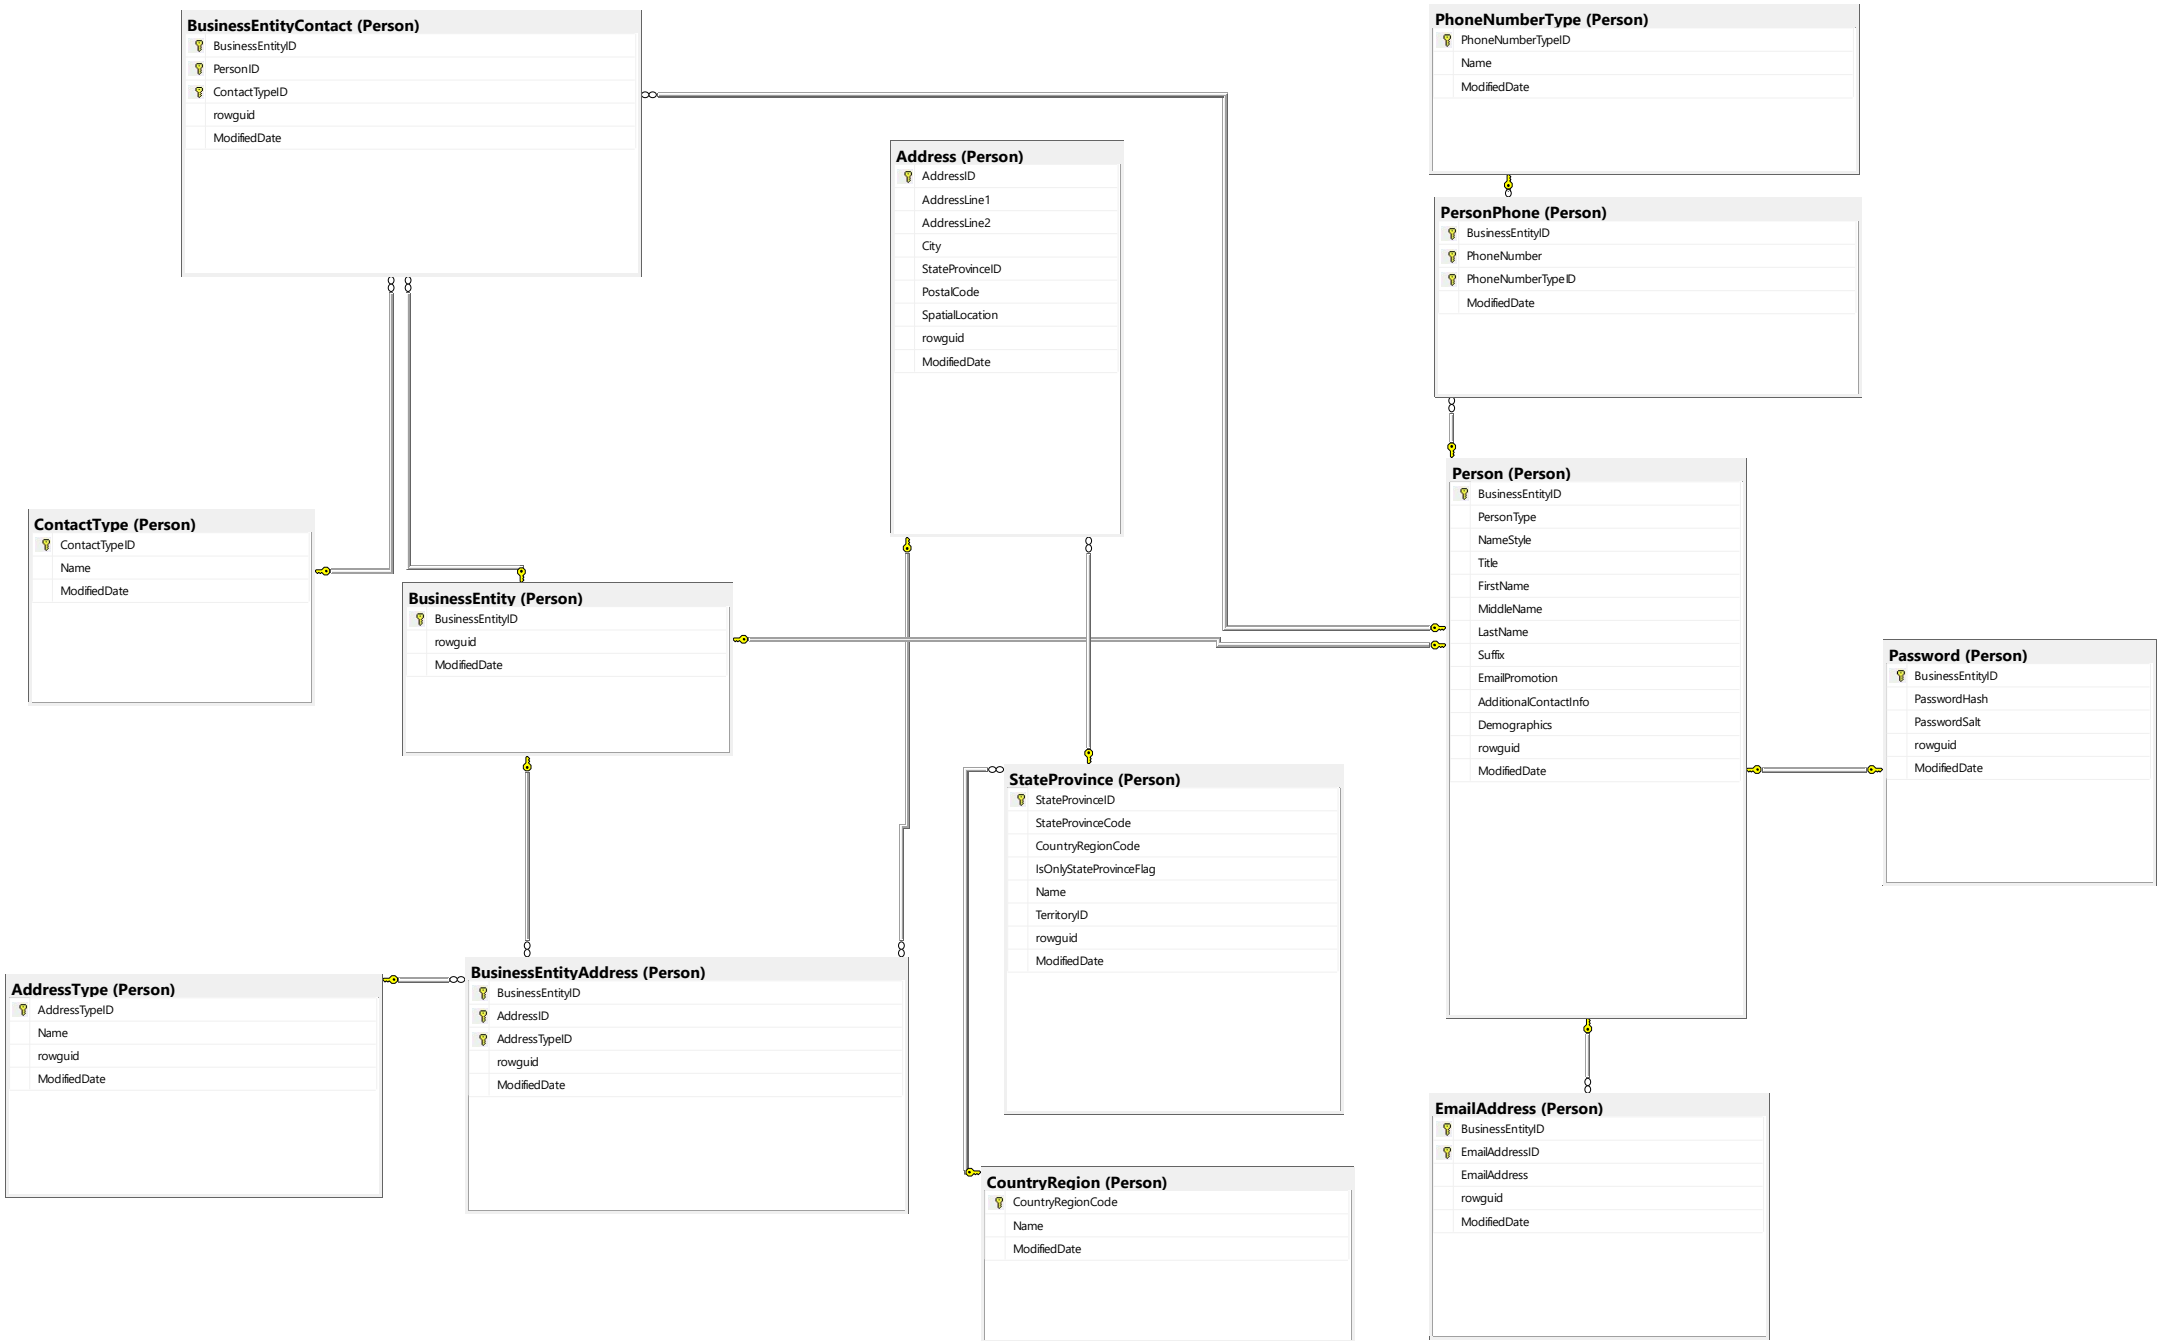 BusinessEntityContact (Person)
BusinessEntityID
PersonID
ContactTypeID
rowguid
ModifiedDate
PhoneNumberType (Person)
PhoneNumberTypeID
Name
ModifiedDate
Address (Person)
AddressID
AddressLine1
AddressLine2
City
StateProvinceID
PostalCode
SpatialLocation
rowguid
ModifiedDate
PersonPhone (Person)
BusinessEntityID
PhoneNumber
PhoneNumberTypeID
ModifiedDate
ContactType (Person)
ContactTypeID
Name
ModifiedDate
BusinessEntity (Person)
BusinessEntityID
rowguid
ModifiedDate
Person (Person)
BusinessEntityID
PersonType
NameStyle
Title
FirstName
MiddleName
LastName
Suffix
EmailPromotion
AdditionalContactInfo
Demographics
rowguid
ModifiedDate
Password (Person)
BusinessEntityID
PasswordHash
PasswordSalt
rowguid
ModifiedDate
StateProvince (Person)
StateProvinceID
StateProvinceCode
CountryRegionCode
IsOnlyStateProvinceFlag
Name
TerritoryID
rowguid
ModifiedDate
AddressType (Person)
AddressTypeID
Name
rowguid
ModifiedDate
BusinessEntityAddress (Person)
BusinessEntityID
AddressID
AddressTypeID
rowguid
ModifiedDate
CountryRegion (Person)
CountryRegionCode
Name
ModifiedDate
EmailAddress (Person)
BusinessEntityID
EmailAddressID
EmailAddress
rowguid
ModifiedDate